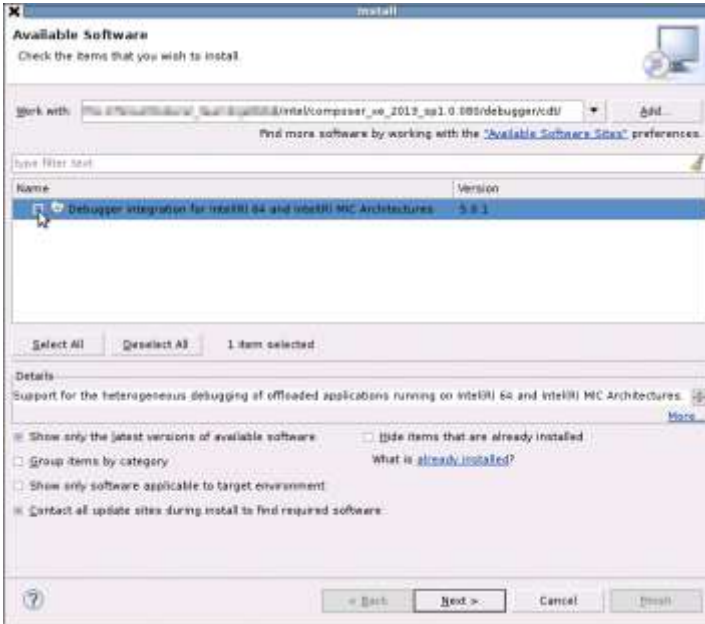 Install
Available Software
Check the items that you wish to install.
Work with: /intel/composer_xe_2013_sp1.0.080/debugger/cdt/ Add...
Find more software by working with the "Available Software Sites" preferences.
type filter text
Name Version
Debugger integration for Intel(R) 64 and Intel(R) MIC Architectures 5.0.1
Select All Deselect All 1 item selected
Details
Support for the heterogeneous debugging of offloaded applications running on Intel(R) 64 and Intel(R) MIC Architectures.
More...
Show only the latest versions of available software Hide items that are already installed
Group items by category What is already installed?
Show only software applicable to target environment
Contact all update sites during install to find required software
< Back Next > Cancel Finish